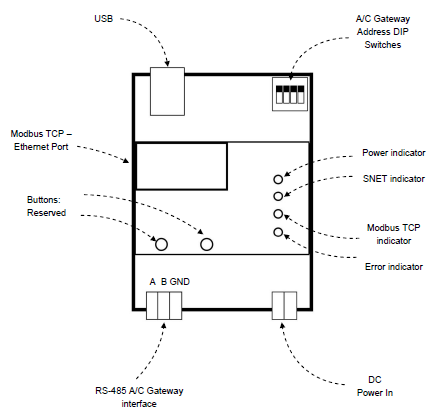 USB
A/C Gateway
Address DIP
Switches
Modbus TCP –
Ethernet Port
Power indicator
SNET indicator
Buttons:
Reserved
Modbus TCP
indicator
Error indicator
A B GND
RS-485 A/C Gateway
interface
DC
Power In